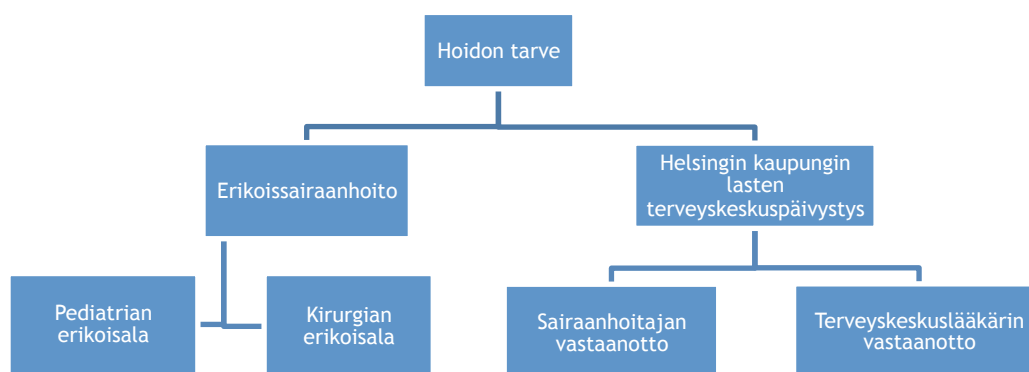 Hoidon tarve
Erikoissairaanhoito
Helsingin kaupungin
lasten
terveyskeskuspäivystys
Pediatrian
erikoisala
Kirurgian
erikoisala
Sairaanhoitajan
vastaanotto
Terveyskeskuslääkärin
vastaanotto